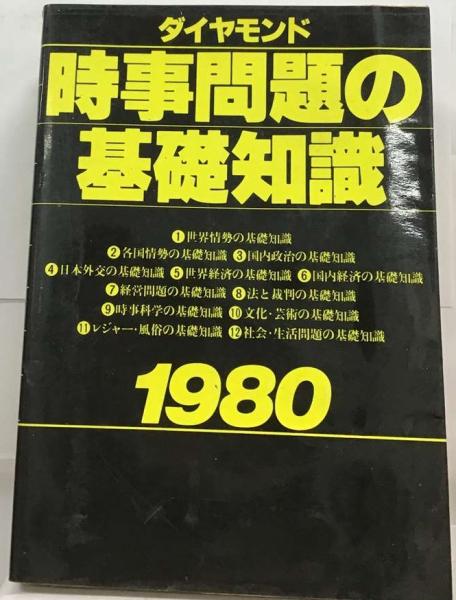 ダイヤモンド
時事問題の
基礎知識
❶世界情勢の基礎知識
❷各国情勢の基礎知識 ❸国内政治の基礎知識
❹日本外交の基礎知識 ❺世界経済の基礎知識 ❻国内経済の基礎知識
❼経営問題の基礎知識 ❽法と裁判の基礎知識
❾時事科学の基礎知識 ❿文化・芸術の基礎知識
⓫レジャー・風俗の基礎知識 ⓬社会・生活問題の基礎知識
1980